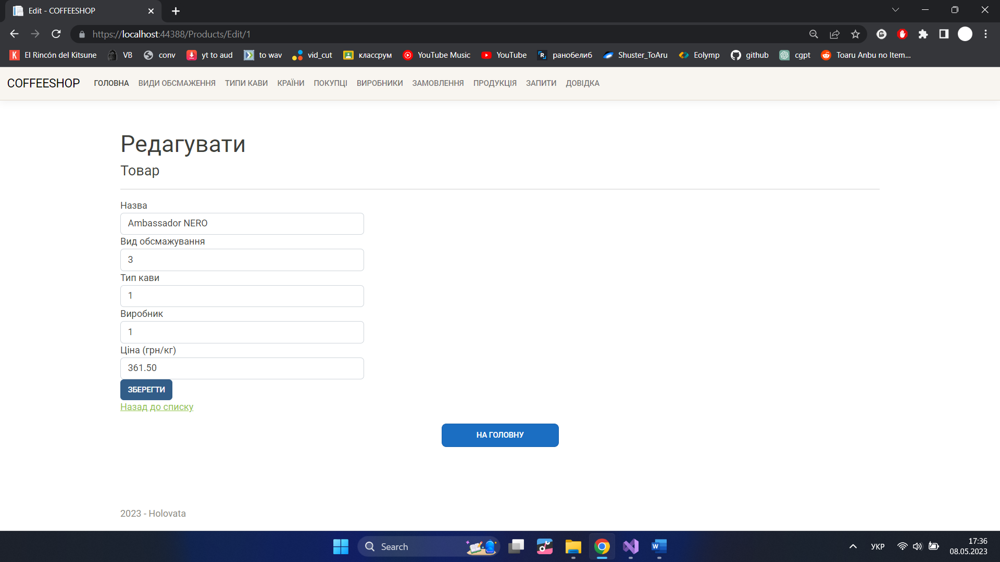 Edit - COFFEESHOP
https://localhost:44388/Products/Edit/1
El Rincón del Kitsune VB conv yt to aud to wav vid_cut классрум YouTube Music YouTube ранобелиб Shuster_ToAru Eolymp github cgpt Toaru Anbu no Item...
COFFEESHOP ГОЛОВНА ВИДИ ОБСМАЖЕННЯ ТИПИ КАВИ КРАЇНИ ПОКУПЦІ ВИРОБНИКИ ЗАМОВЛЕННЯ ПРОДУКЦІЯ ЗАПИТИ ДОВІДКА
Редагувати
Товар
Назва
Ambassador NERO
Вид обсмажування
3
Тип кави
1
Виробник
1
Ціна (грн/кг)
361.50
ЗБЕРЕГТИ
Назад до списку
НА ГОЛОВНУ
2023 - Holovata
Search
УКР
17:36
08.05.2023